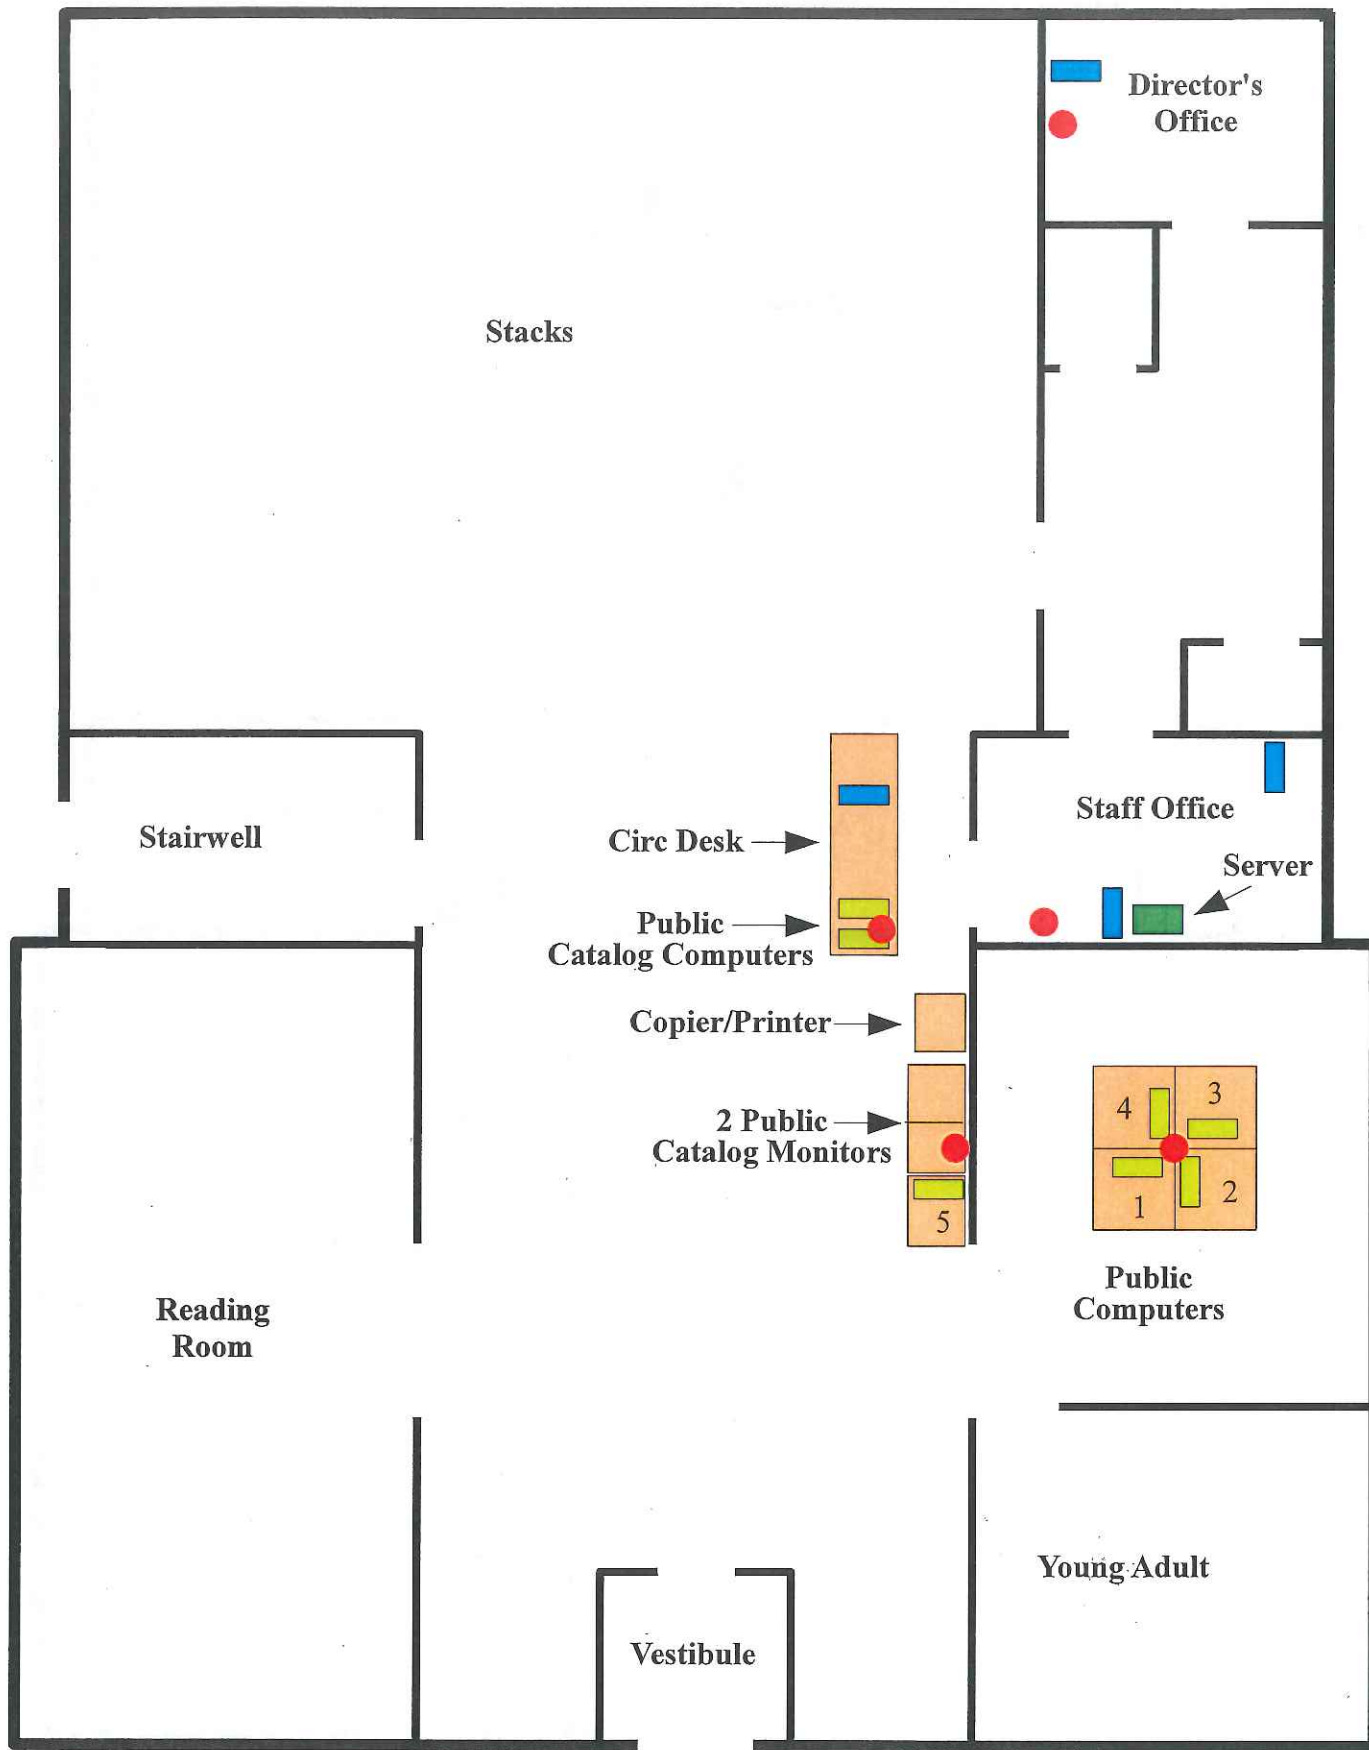 Director's
Office
Stacks
Staff Office
Stairwell
Circ Desk
Server
Public
Catalog Computers
Copier/Printer
4
3
2 Public
Catalog Monitors
1
2
5
Public
Computers
Reading
Room
Young Adult
Vestibule